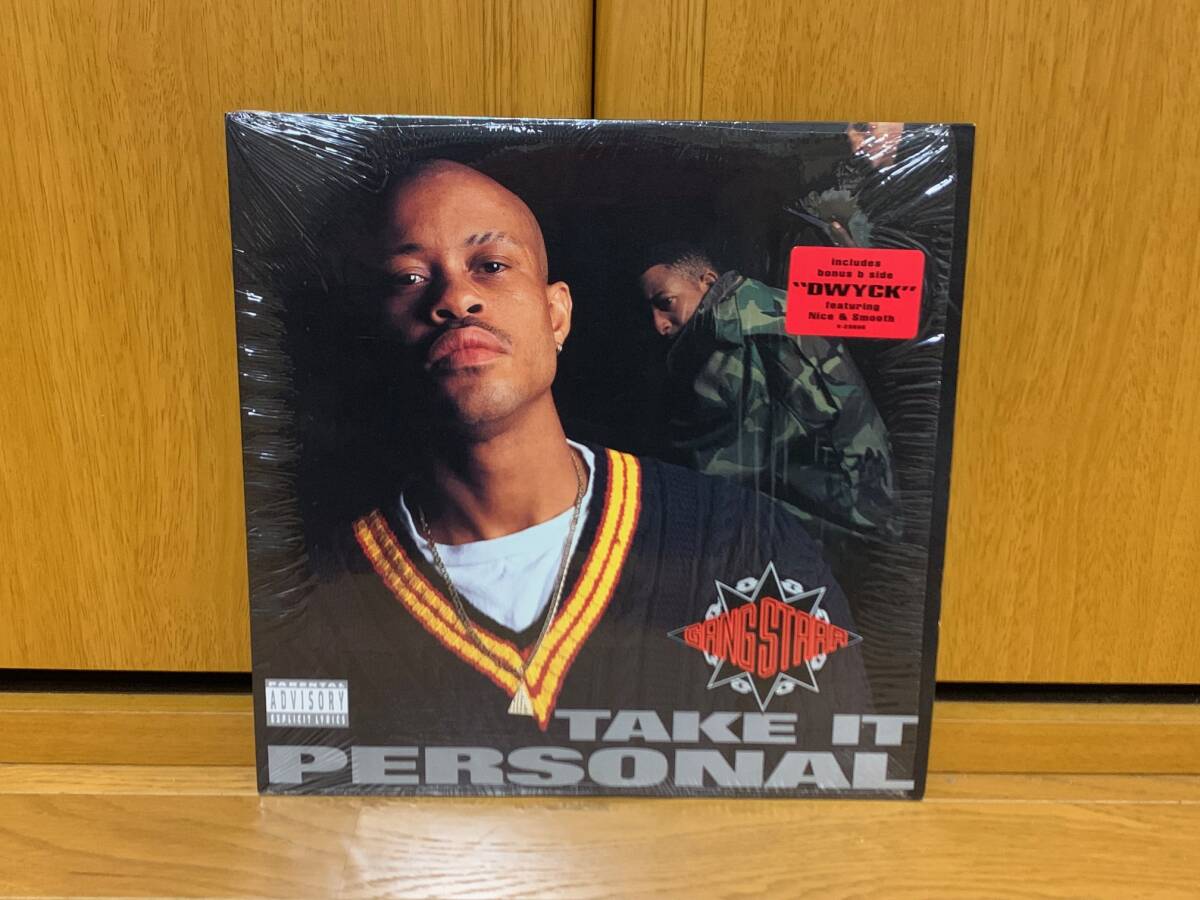 includes
bonus b side
"DWYCK"
featuring
Nice & Smooth
GANG STARR
PARENTAL
ADVISORY
EXPLICIT LYRICS
TAKE IT
PERSONAL